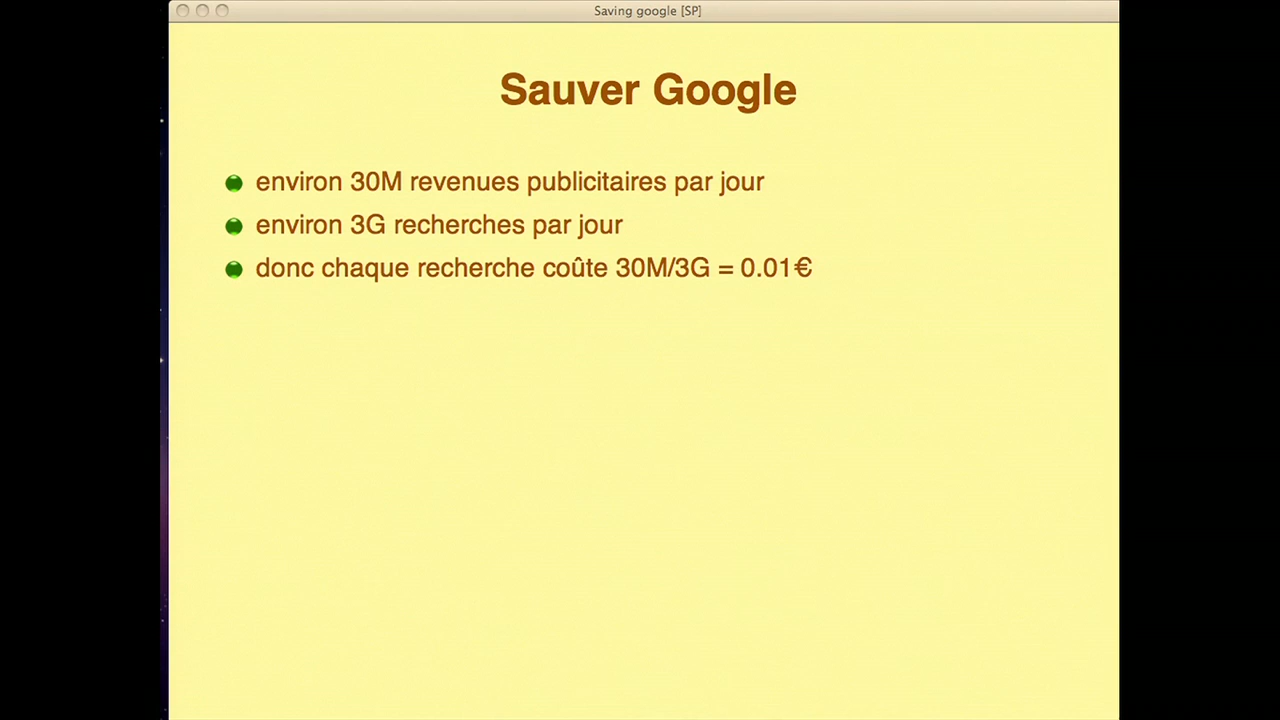 Saving google [SP]
Sauver Google
environ 30M revenues publicitaires par jour
environ 3G recherches par jour
donc chaque recherche coûte 30M/3G = 0.01€